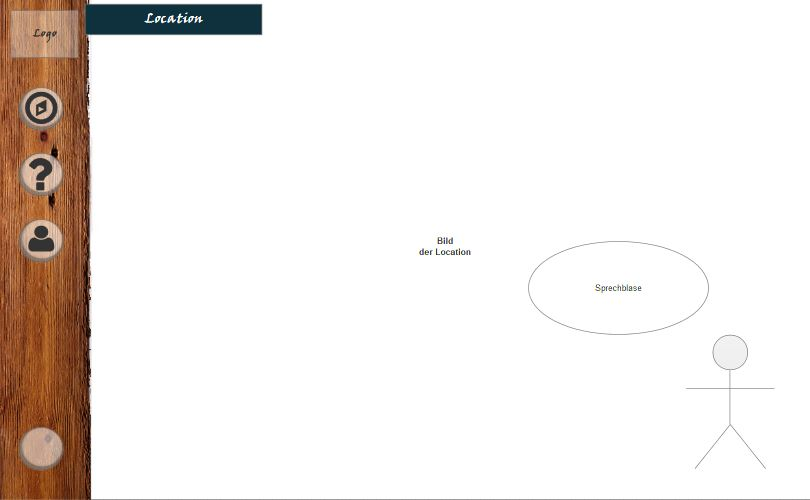 Logo
Location
Bild
der Location
Sprechblase